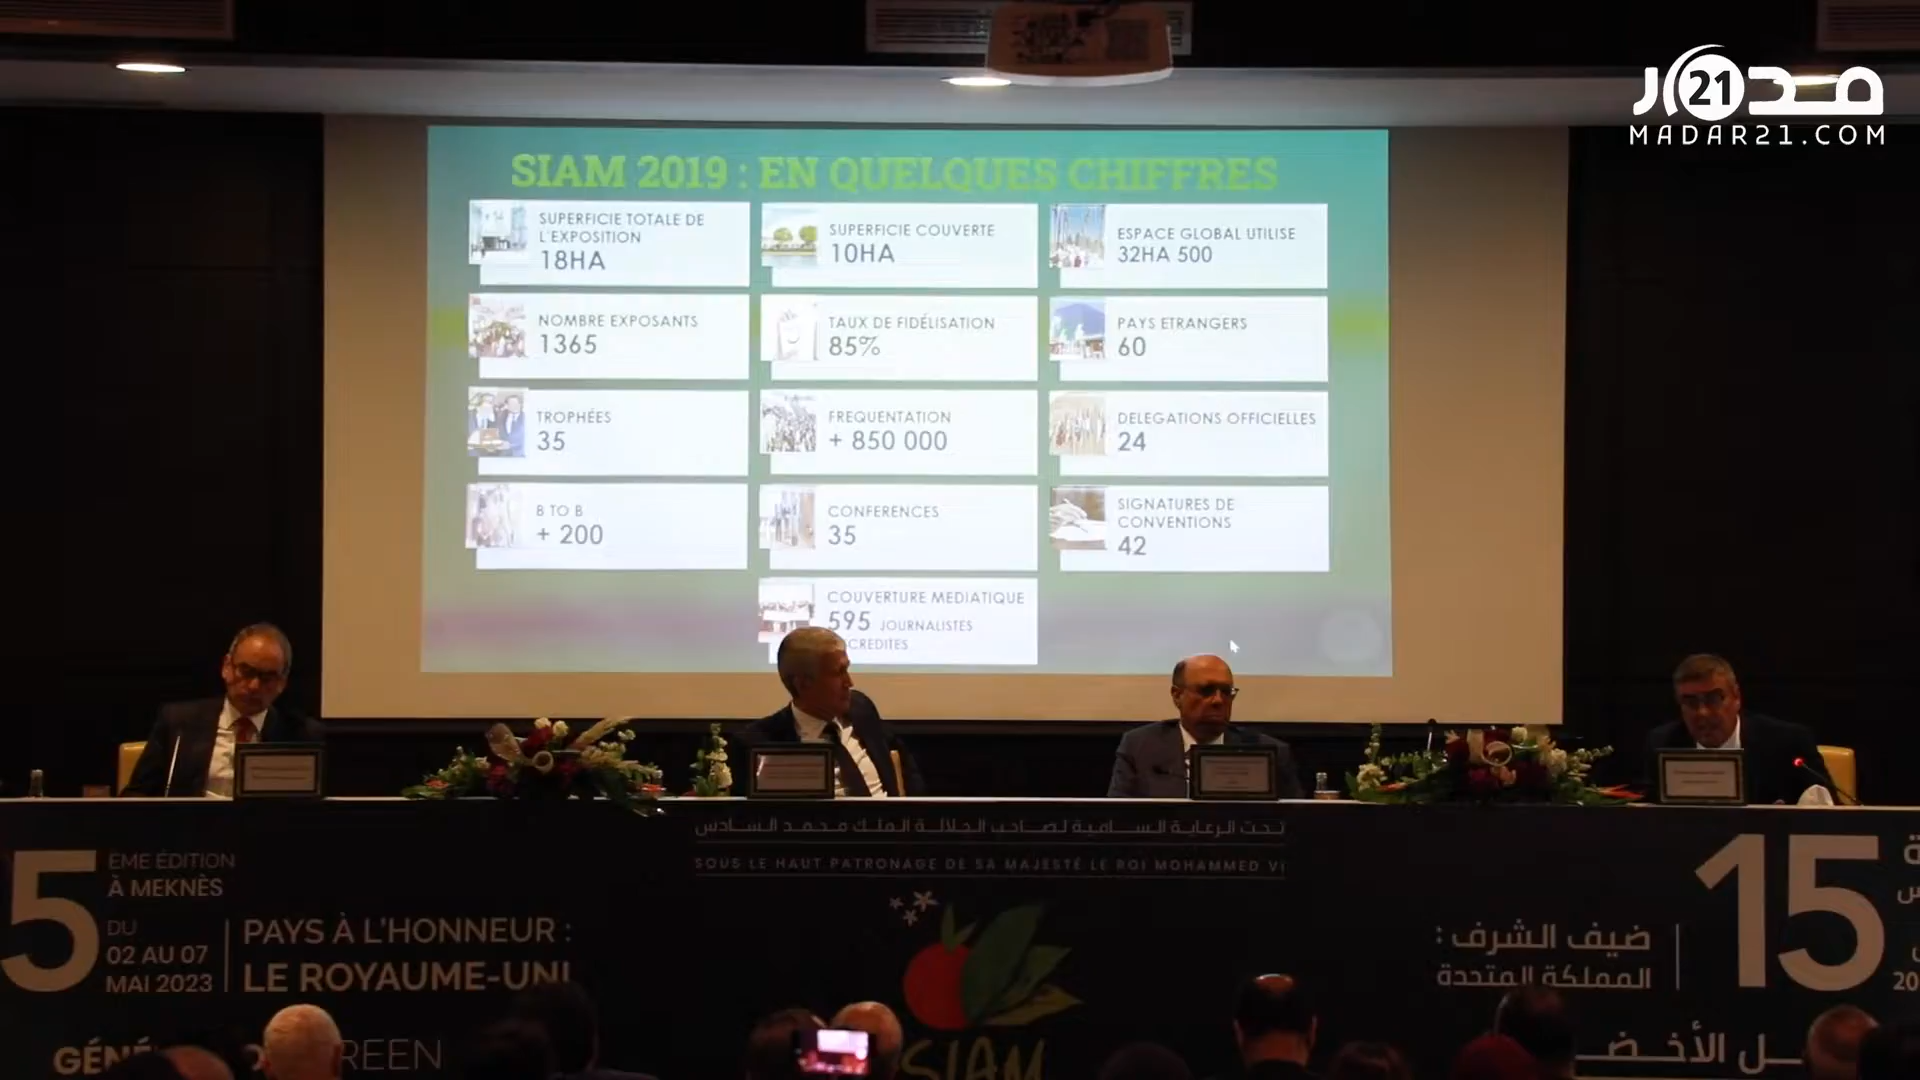 مدار 21
MADAR21.COM
SIAM 2019 : EN QUELQUES CHIFFRES
SUPERFICIE TOTALE DE
L'EXPOSITION
18HA
SUPERFICIE COUVERTE
10HA
ESPACE GLOBAL UTILISE
32HA 500
NOMBRE EXPOSANTS
1365
TAUX DE FIDÉLISATION
85%
PAYS ETRANGERS
60
TROPHÉES
35
FREQUENTATION
+ 850 000
DELEGATIONS OFFICIELLES
24
B TO B
+ 200
CONFERENCES
35
SIGNATURES DE
CONVENTIONS
42
COUVERTURE MEDIATIQUE
595 JOURNALISTES
CREDITES
تحت الرعاية السامية لصاحب الجلالة الملك محمد السادس
SOUS LE HAUT PATRONAGE DE SA MAJESTÉ LE ROI MOHAMMED VI
5 ÈME ÉDITION
À MEKNÈS
DU
02 AU 07
MAI 2023
PAYS À L'HONNEUR :
LE ROYAUME-UNI
GÉNÉ
REEN
SIAM
15
ضيف الشرف :
المملكة المتحدة
20
ل الأخض